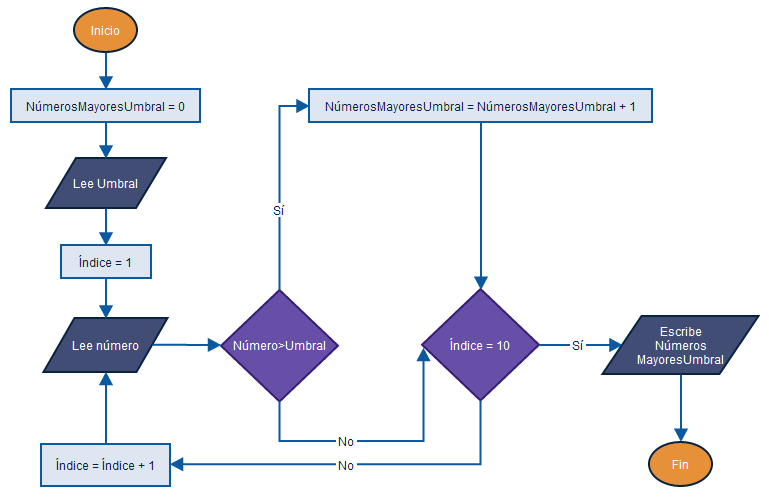 Inicio
NúmerosMayoresUmbral = 0
Lee Umbral
Índice = 1
Lee número
Número>Umbral
Sí
NúmerosMayoresUmbral = NúmerosMayoresUmbral + 1
No
Índice = 10
Sí
Escribe
Números
MayoresUmbral
No
Índice = Índice + 1
Fin